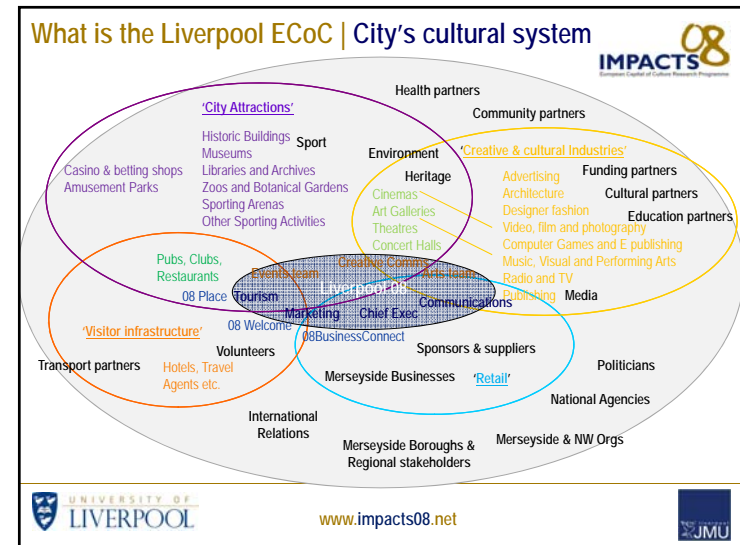 What is the Liverpool ECoC | City's cultural system
IMPACTS 08
European Capital of Culture Research Programme
Health partners
Community partners
'City Attractions'
Historic Buildings
Museums
Libraries and Archives
Zoos and Botanical Gardens
Sporting Arenas
Other Sporting Activities
Sport
Casino & betting shops
Amusement Parks
Environment
Heritage
Cinemas
Art Galleries
Theatres
Concert Halls
'Creative & cultural Industries'
Advertising
Architecture
Designer fashion
Video, film and photography
Computer Games and E publishing
Music, Visual and Performing Arts
Radio and TV
Publishing
Media
Funding partners
Cultural partners
Education partners
Pubs, Clubs,
Restaurants
Events team
Creative Comms
Arts team
Liverpool 08
08 Place
Tourism
Communications
Marketing
Chief Exec
'Visitor infrastructure'
08 Welcome
08BusinessConnect
Volunteers
Transport partners
Hotels, Travel
Agents etc.
Sponsors & suppliers
Merseyside Businesses
'Retail'
Politicians
National Agencies
International
Relations
Merseyside Boroughs &
Regional stakeholders
Merseyside & NW Orgs
UNIVERSITY OF
LIVERPOOL
www.impacts08.net
JMU